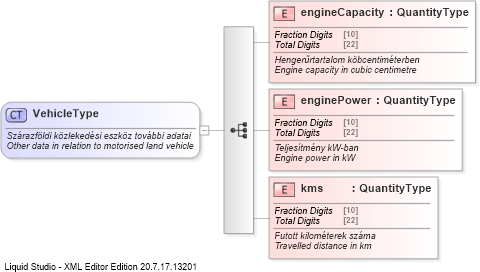 E engineCapacity : QuantityType
Fraction Digits [10]
Total Digits [22]
Hengerűrtartalom köbcentiméterben
Engine capacity in cubic centimetre
E enginePower : QuantityType
Fraction Digits [10]
Total Digits [22]
Teljesítmény kW-ban
Engine power in kW
CT VehicleType
Szárazföldi közlekedési eszköz további adatai
Other data in relation to motorised land vehicle
E kms : QuantityType
Fraction Digits [10]
Total Digits [22]
Futott kilométerek száma
Travelled distance in km
Liquid Studio - XML Editor Edition 20.7.17.13201